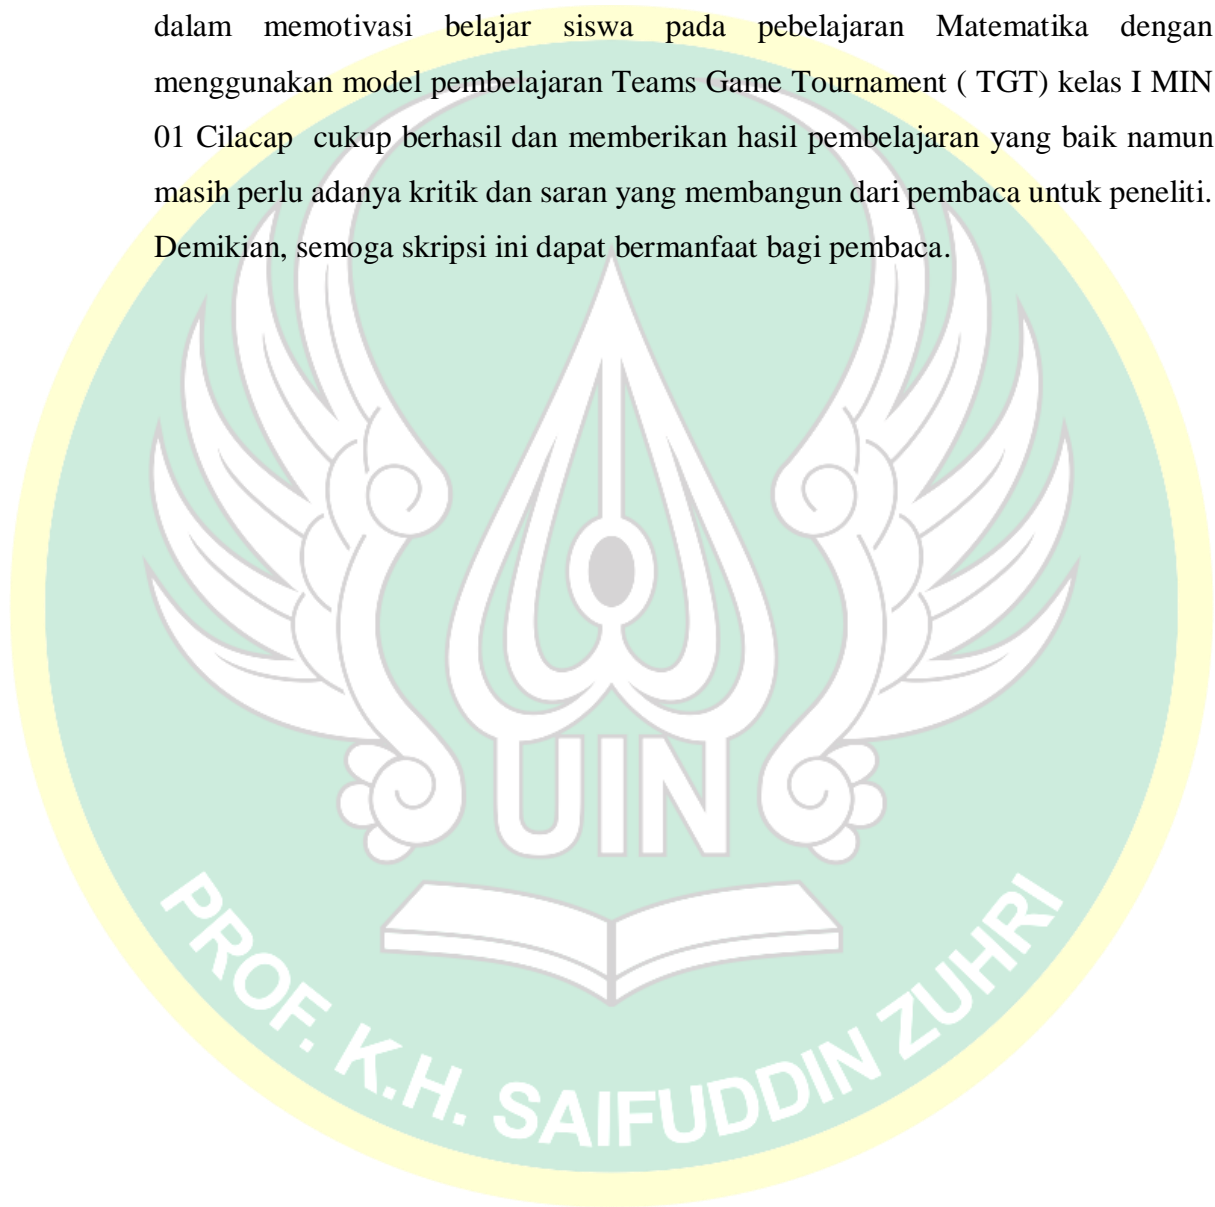 dalam memotivasi belajar siswa pada pebelajaran Matematika dengan
menggunakan model pembelajaran Teams Game Tournament ( TGT) kelas I MIN
01 Cilacap cukup berhasil dan memberikan hasil pembelajaran yang baik namun
masih perlu adanya kritik dan saran yang membangun dari pembaca untuk peneliti.
Demikian, semoga skripsi ini dapat bermanfaat bagi pembaca.
UIN
PROF. K.H. SAIFUDDIN ZUHRI